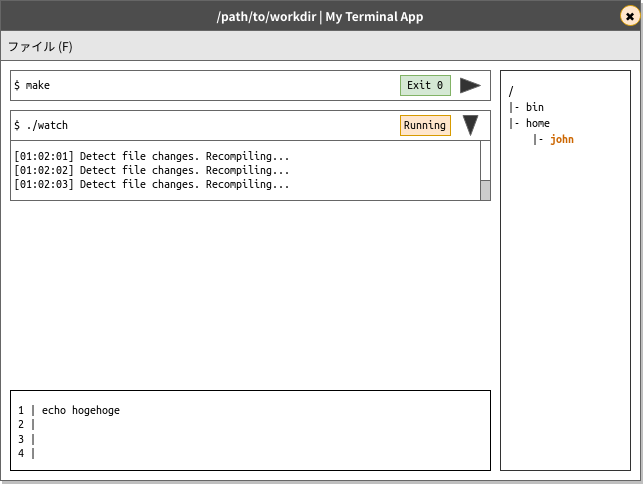 /path/to/workdir | My Terminal App
ファイル (F)
$ make
Exit 0
$ ./watch
Running
[01:02:01] Detect file changes. Recompiling...
[01:02:02] Detect file changes. Recompiling...
[01:02:03] Detect file changes. Recompiling...
1 | echo hogehoge
2 |
3 |
4 |
/
|- bin
|- home
|- john